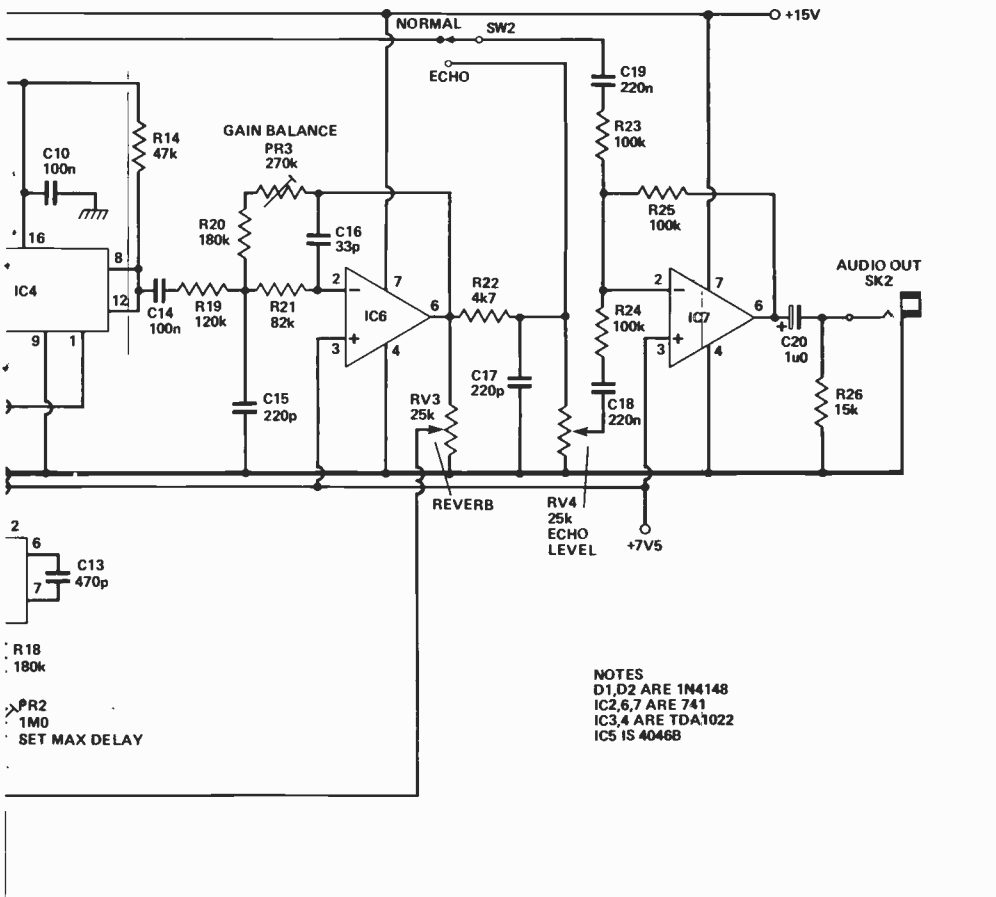 +15V
NORMAL
SW2
ECHO
C19
220n
R23
100k
R14
47k
GAIN BALANCE
PR3
270k
C10
100n
R20
180k
C16
33p
R25
100k
16
IC4
8
12
9
1
C14
100n
R19
120k
R21
82k
2
3
7
4
6
IC6
R22
4k7
R24
100k
2
3
7
4
6
IC7
AUDIO OUT
SK2
C20
1u0
R26
15k
C15
220p
RV3
25k
C17
220p
C18
220n
REVERB
RV4
25k
ECHO
LEVEL
+7V5
2
6
7
C13
470p
R18
180k
PR2
1M0
SET MAX DELAY
NOTES
D1,D2 ARE 1N4148
IC2,6,7 ARE 741
IC3,4 ARE TDA1022
IC5 IS 4046B